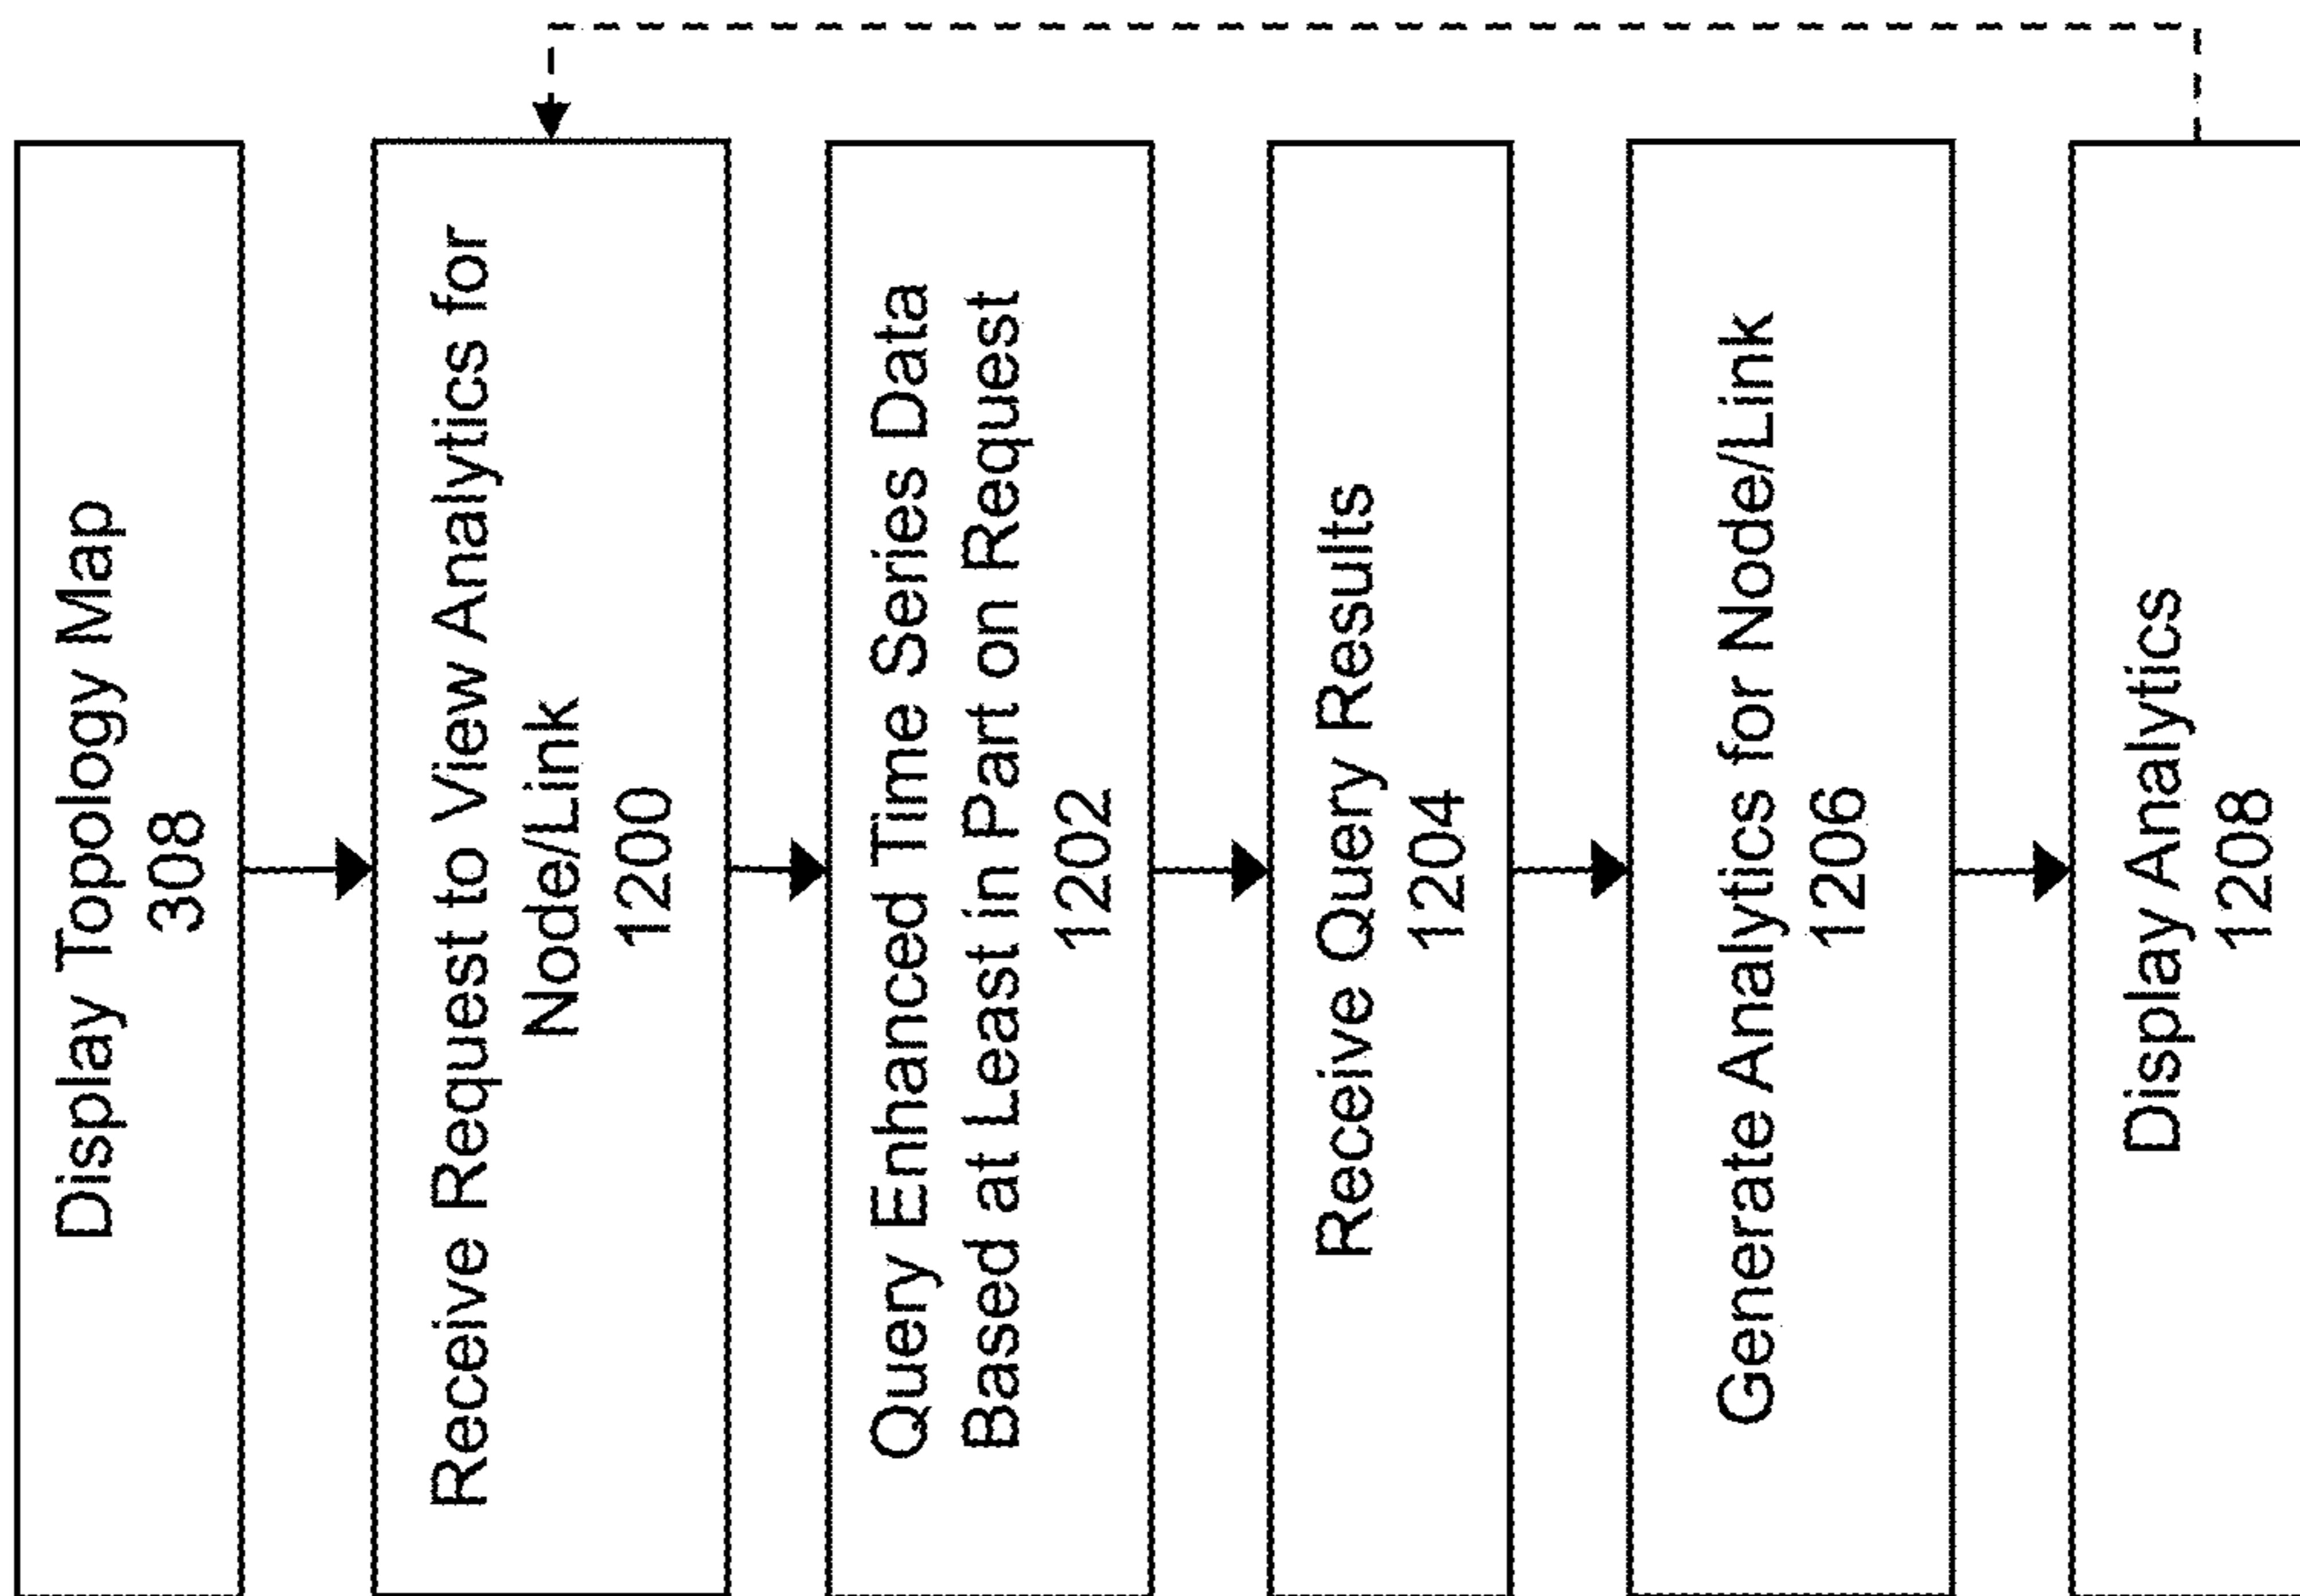 Display Topology Map
308
Receive Request to View Analytics for
Node/Link
1200
Query Enhanced Time Series Data
Based at Least in Part on Request
1202
Receive Query Results
1204
Generate Analytics for Node/Link
1206
Display Analytics
1208